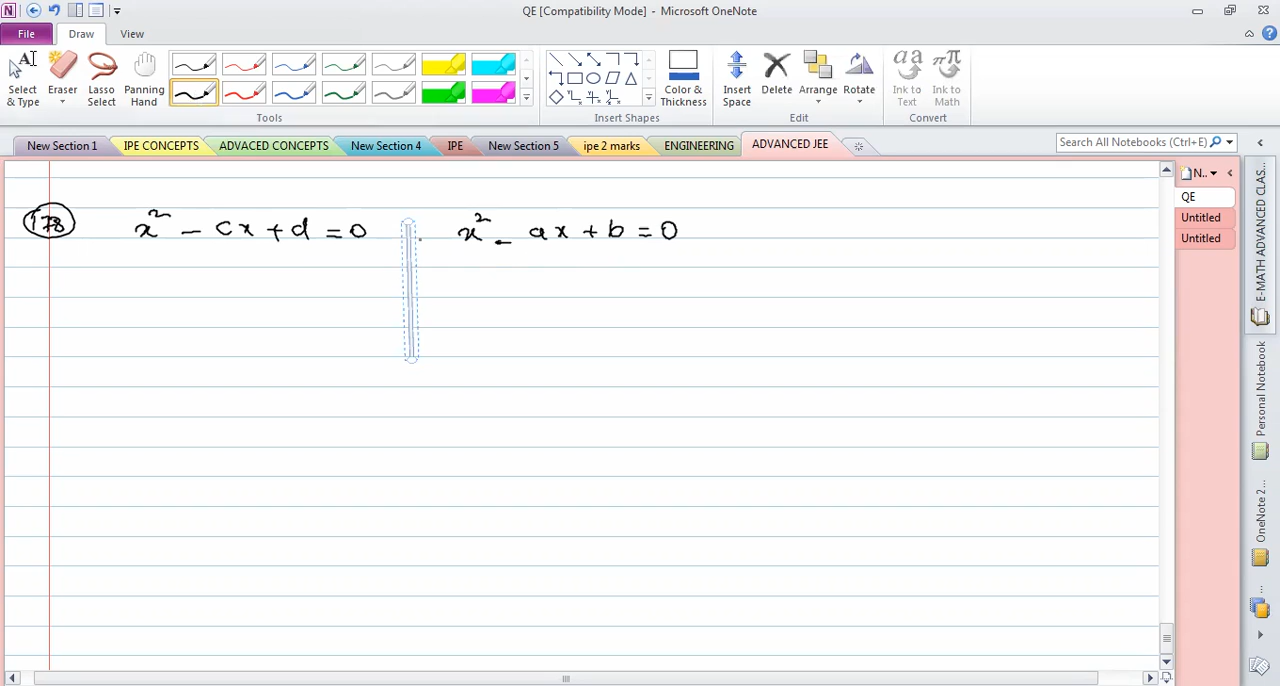 QE [Compatibility Mode] - Microsoft OneNote
File Draw View
Select & Type Eraser Lasso Select Panning Hand Color & Thickness Insert Space Delete Arrange Rotate Ink to Text Ink to Math
Tools Insert Shapes Edit Convert
New Section 1 IPE CONCEPTS ADVACED CONCEPTS New Section 4 IPE New Section 5 ipe 2 marks ENGINEERING ADVANCED JEE Search All Notebooks (Ctrl+E)
N..
QE
Untitled
Untitled
178 x² - cx + d = 0 x² - ax + b = 0
E-MATH ADVANCED CLAS...
Personal Notebook
OneNote 2...